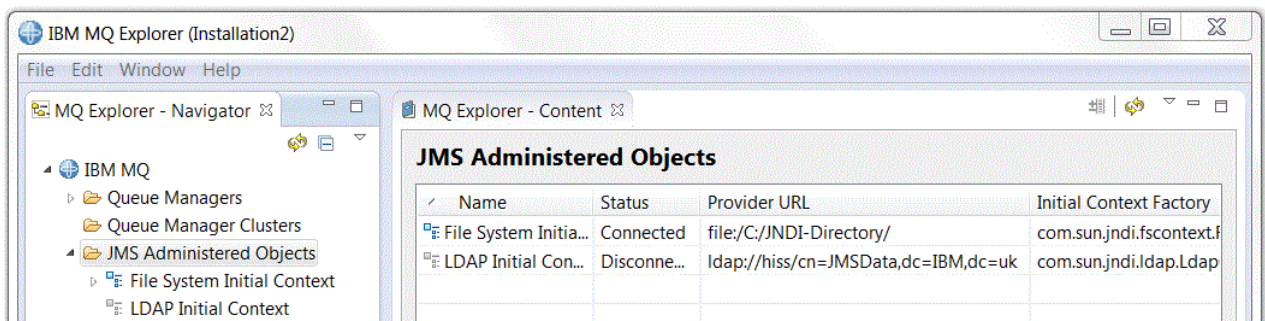 IBM MQ Explorer (Installation2)
File Edit Window Help
MQ Explorer - Navigator
IBM MQ
Queue Managers
Queue Manager Clusters
JMS Administered Objects
File System Initial Context
LDAP Initial Context
MQ Explorer - Content
JMS Administered Objects
Name Status Provider URL Initial Context Factory
File System Initia... Connected file:/C:/JNDI-Directory/ com.sun.jndi.fscontext.F
LDAP Initial Con... Disconne... ldap://hiss/cn=JMSData,dc=IBM,dc=uk com.sun.jndi.ldap.Ldap